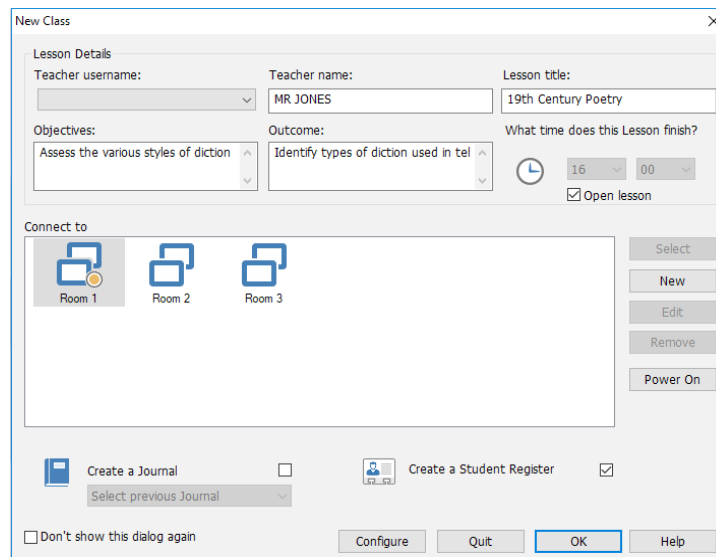 New Class
Lesson Details
Teacher username: Teacher name: Lesson title:
MR JONES 19th Century Poetry
Objectives: Outcome: What time does this Lesson finish?
Assess the various styles of diction Identify types of diction used in tel 16 00
Open lesson
Connect to
Room 1 Room 2 Room 3
Select
New
Edit
Remove
Power On
Create a Journal Create a Student Register
Select previous Journal
Don't show this dialog again Configure Quit OK Help